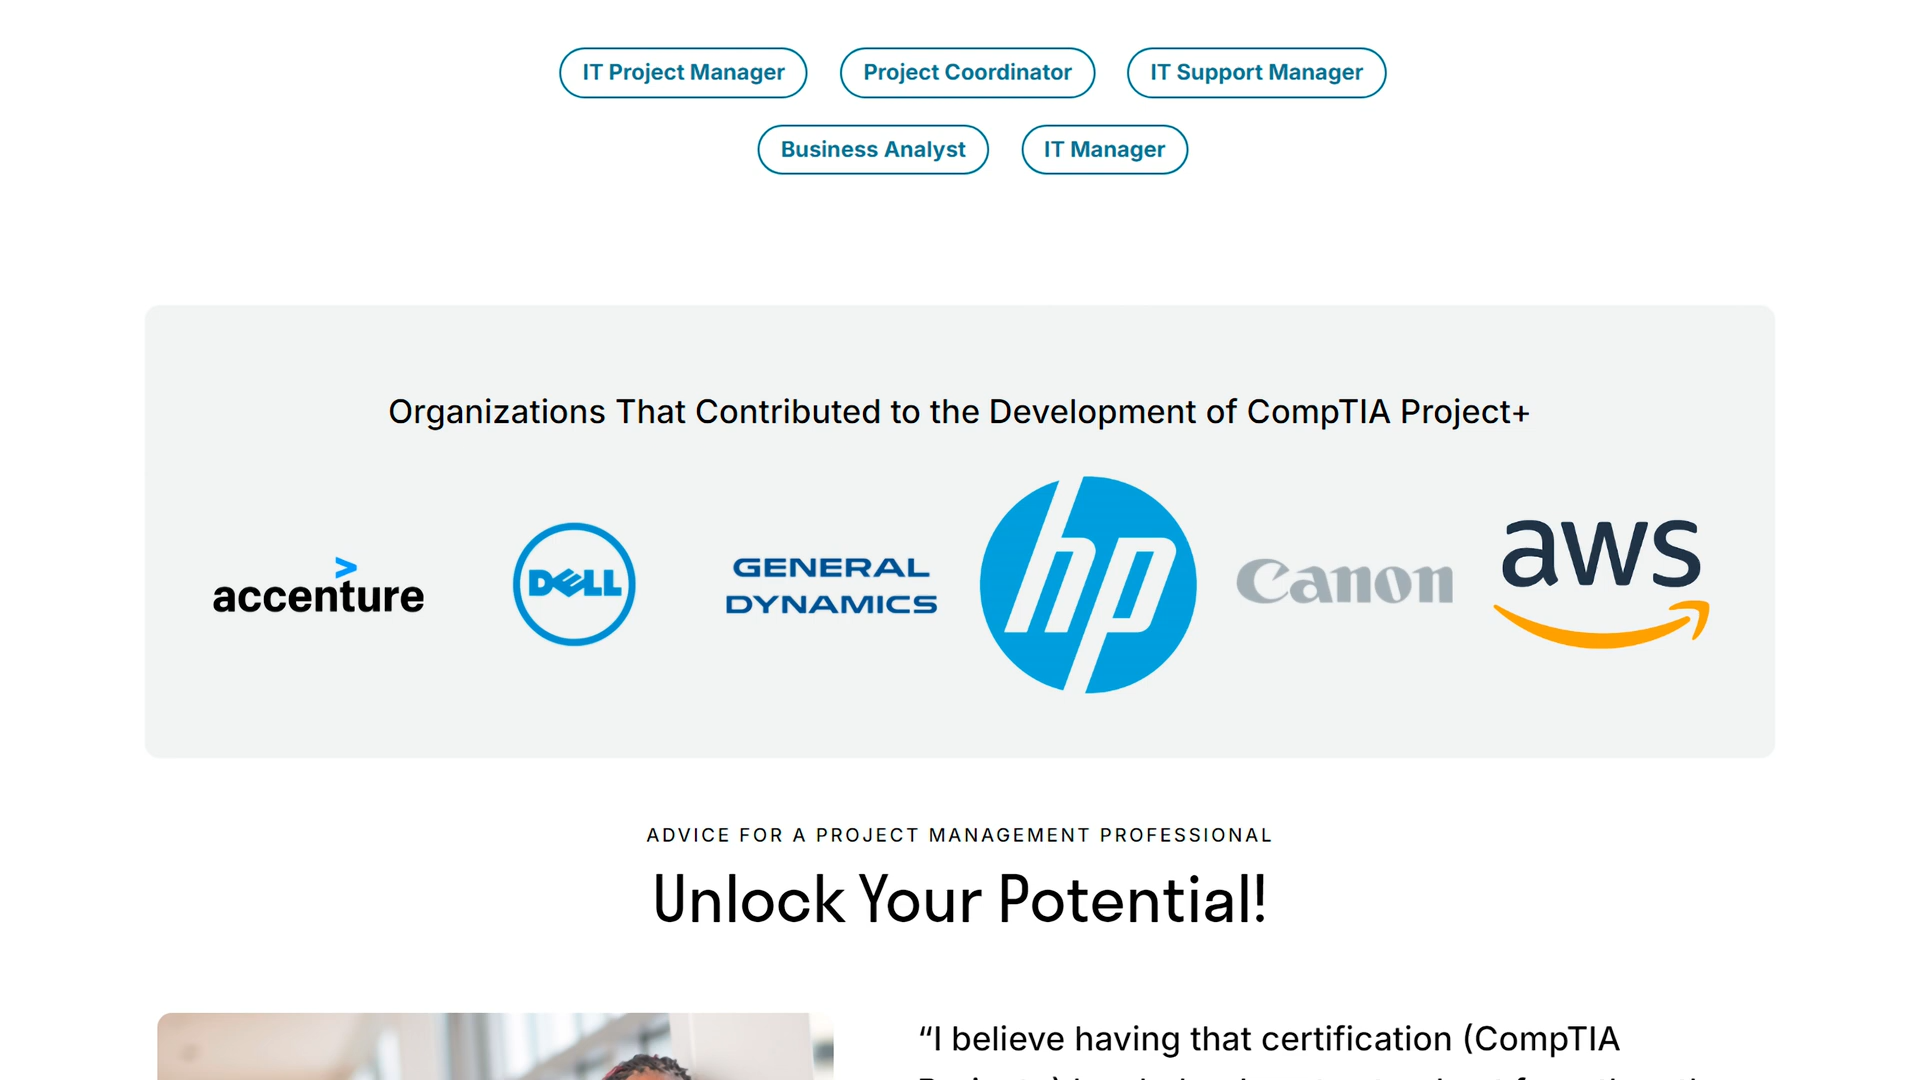 IT Project Manager
Project Coordinator
IT Support Manager
Business Analyst
IT Manager
Organizations That Contributed to the Development of CompTIA Project+
accenture
DELL
GENERAL
DYNAMICS
hp
Canon
aws
ADVICE FOR A PROJECT MANAGEMENT PROFESSIONAL
Unlock Your Potential!
“I believe having that certification (CompTIA